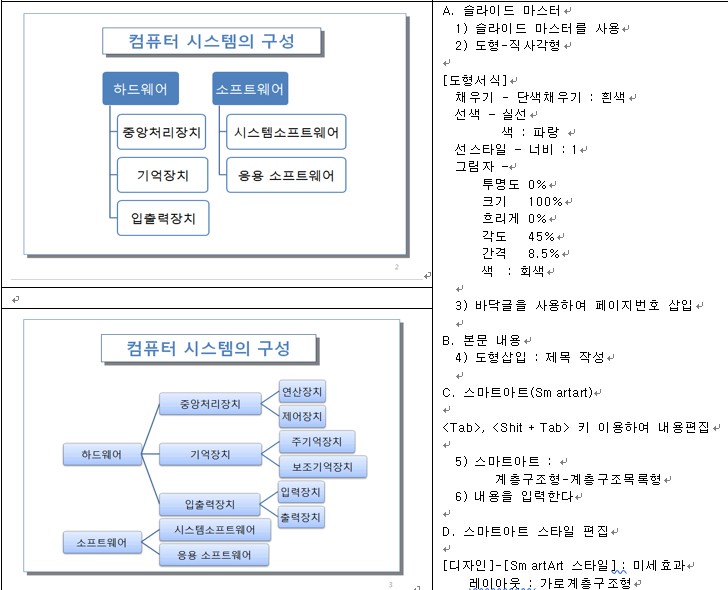 컴퓨터 시스템의 구성
하드웨어
중앙처리장치
기억장치
입출력장치
소프트웨어
시스템소프트웨어
응용 소프트웨어
2
컴퓨터 시스템의 구성
하드웨어
중앙처리장치
연산장치
제어장치
기억장치
주기억장치
보조기억장치
입출력장치
입력장치
출력장치
소프트웨어
시스템소프트웨어
응용 소프트웨어
3
A. 슬라이드 마스터
1) 슬라이드 마스터를 사용
2) 도형-직사각형
[도형서식]
채우기 - 단색채우기 : 흰색
선색 - 실선
색 : 파랑
선스타일 - 너비 : 1
그림자 -
투명도 0%
크기 100%
흐리게 0%
각도 45%
간격 8.5%
색 : 회색
3) 바닥글을 사용하여 페이지번호 삽입
B. 본문 내용
4) 도형삽입 : 제목 작성
C. 스마트아트(Smartart)
<Tab>, <Shit + Tab> 키 이용하여 내용편집
5) 스마트아트 :
계층구조형-계층구조목록형
6) 내용을 입력한다
D. 스마트아트 스타일 편집
[디자인]-[SmartArt 스타일] : 미세효과
레이아웃 : 가로계층구조형